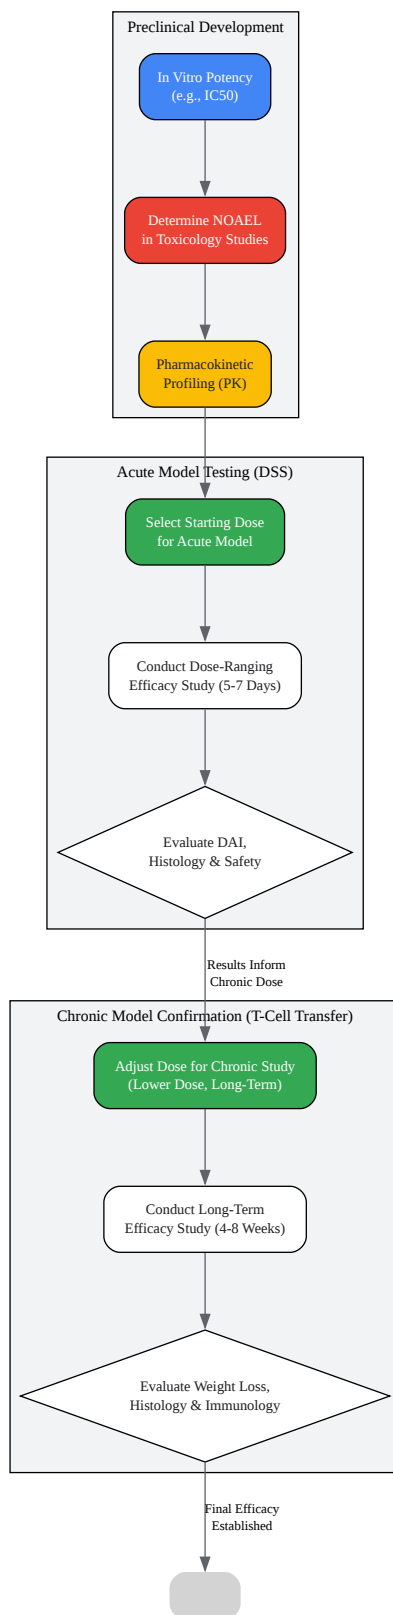 Preclinical Development
In Vitro Potency
(e.g., IC50)
Determine NOAEL
in Toxicology Studies
Pharmacokinetic
Profiling (PK)
Acute Model Testing (DSS)
Select Starting Dose
for Acute Model
Conduct Dose-Ranging
Efficacy Study (5-7 Days)
Evaluate DAI,
Histology & Safety
Results Inform
Chronic Dose
Chronic Model Confirmation (T-Cell Transfer)
Adjust Dose for Chronic Study
(Lower Dose, Long-Term)
Conduct Long-Term
Efficacy Study (4-8 Weeks)
Evaluate Weight Loss,
Histology & Immunology
Final Efficacy
Established